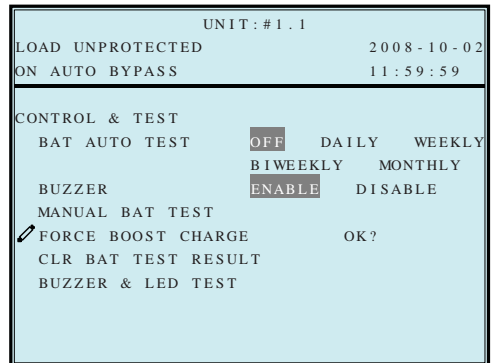 UNIT:#1.1
LOAD UNPROTECTED 2008-10-02
ON AUTO BYPASS 11:59:59
CONTROL & TEST
BAT AUTO TEST OFF DAILY WEEKLY
BIWEEKLY MONTHLY
BUZZER ENABLE DISABLE
MANUAL BAT TEST
FORCE BOOST CHARGE OK?
CLR BAT TEST RESULT
BUZZER & LED TEST